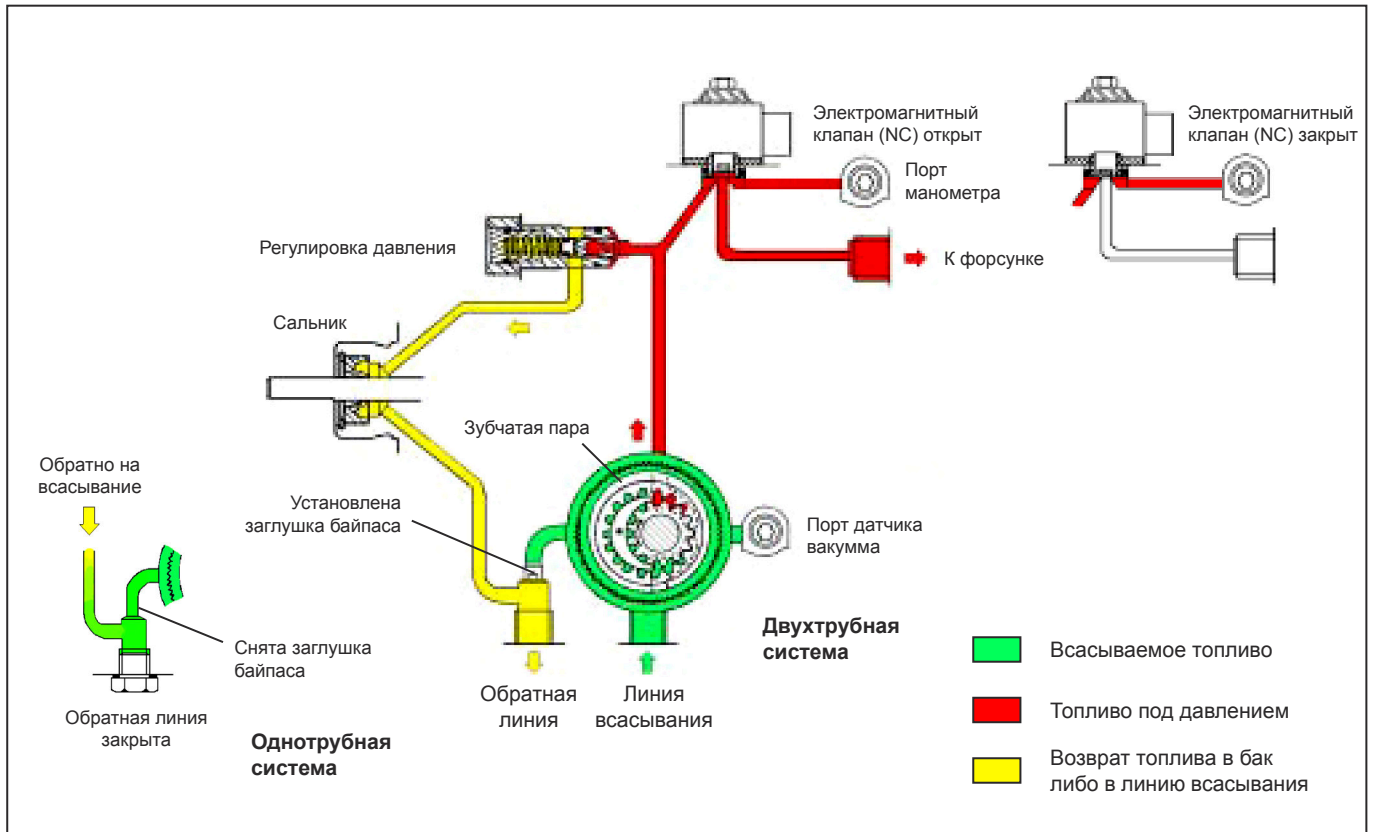 Электромагнитный
клапан (NC) открыт
Электромагнитный
клапан (NC) закрыт
Порт
манометра
Регулировка давления
К форсунке
Сальник
Зубчатая пара
Обратно на
всасывание
Установлена
заглушка байпаса
Порт датчика
вакумма
Снята заглушка
байпаса
Двухтрубная
система
Обратная
линия
Линия
всасывания
Обратная линия
закрыта
Однотрубная
система
Всасываемое топливо
Топливо под давлением
Возврат топлива в бак
либо в линию всасывания